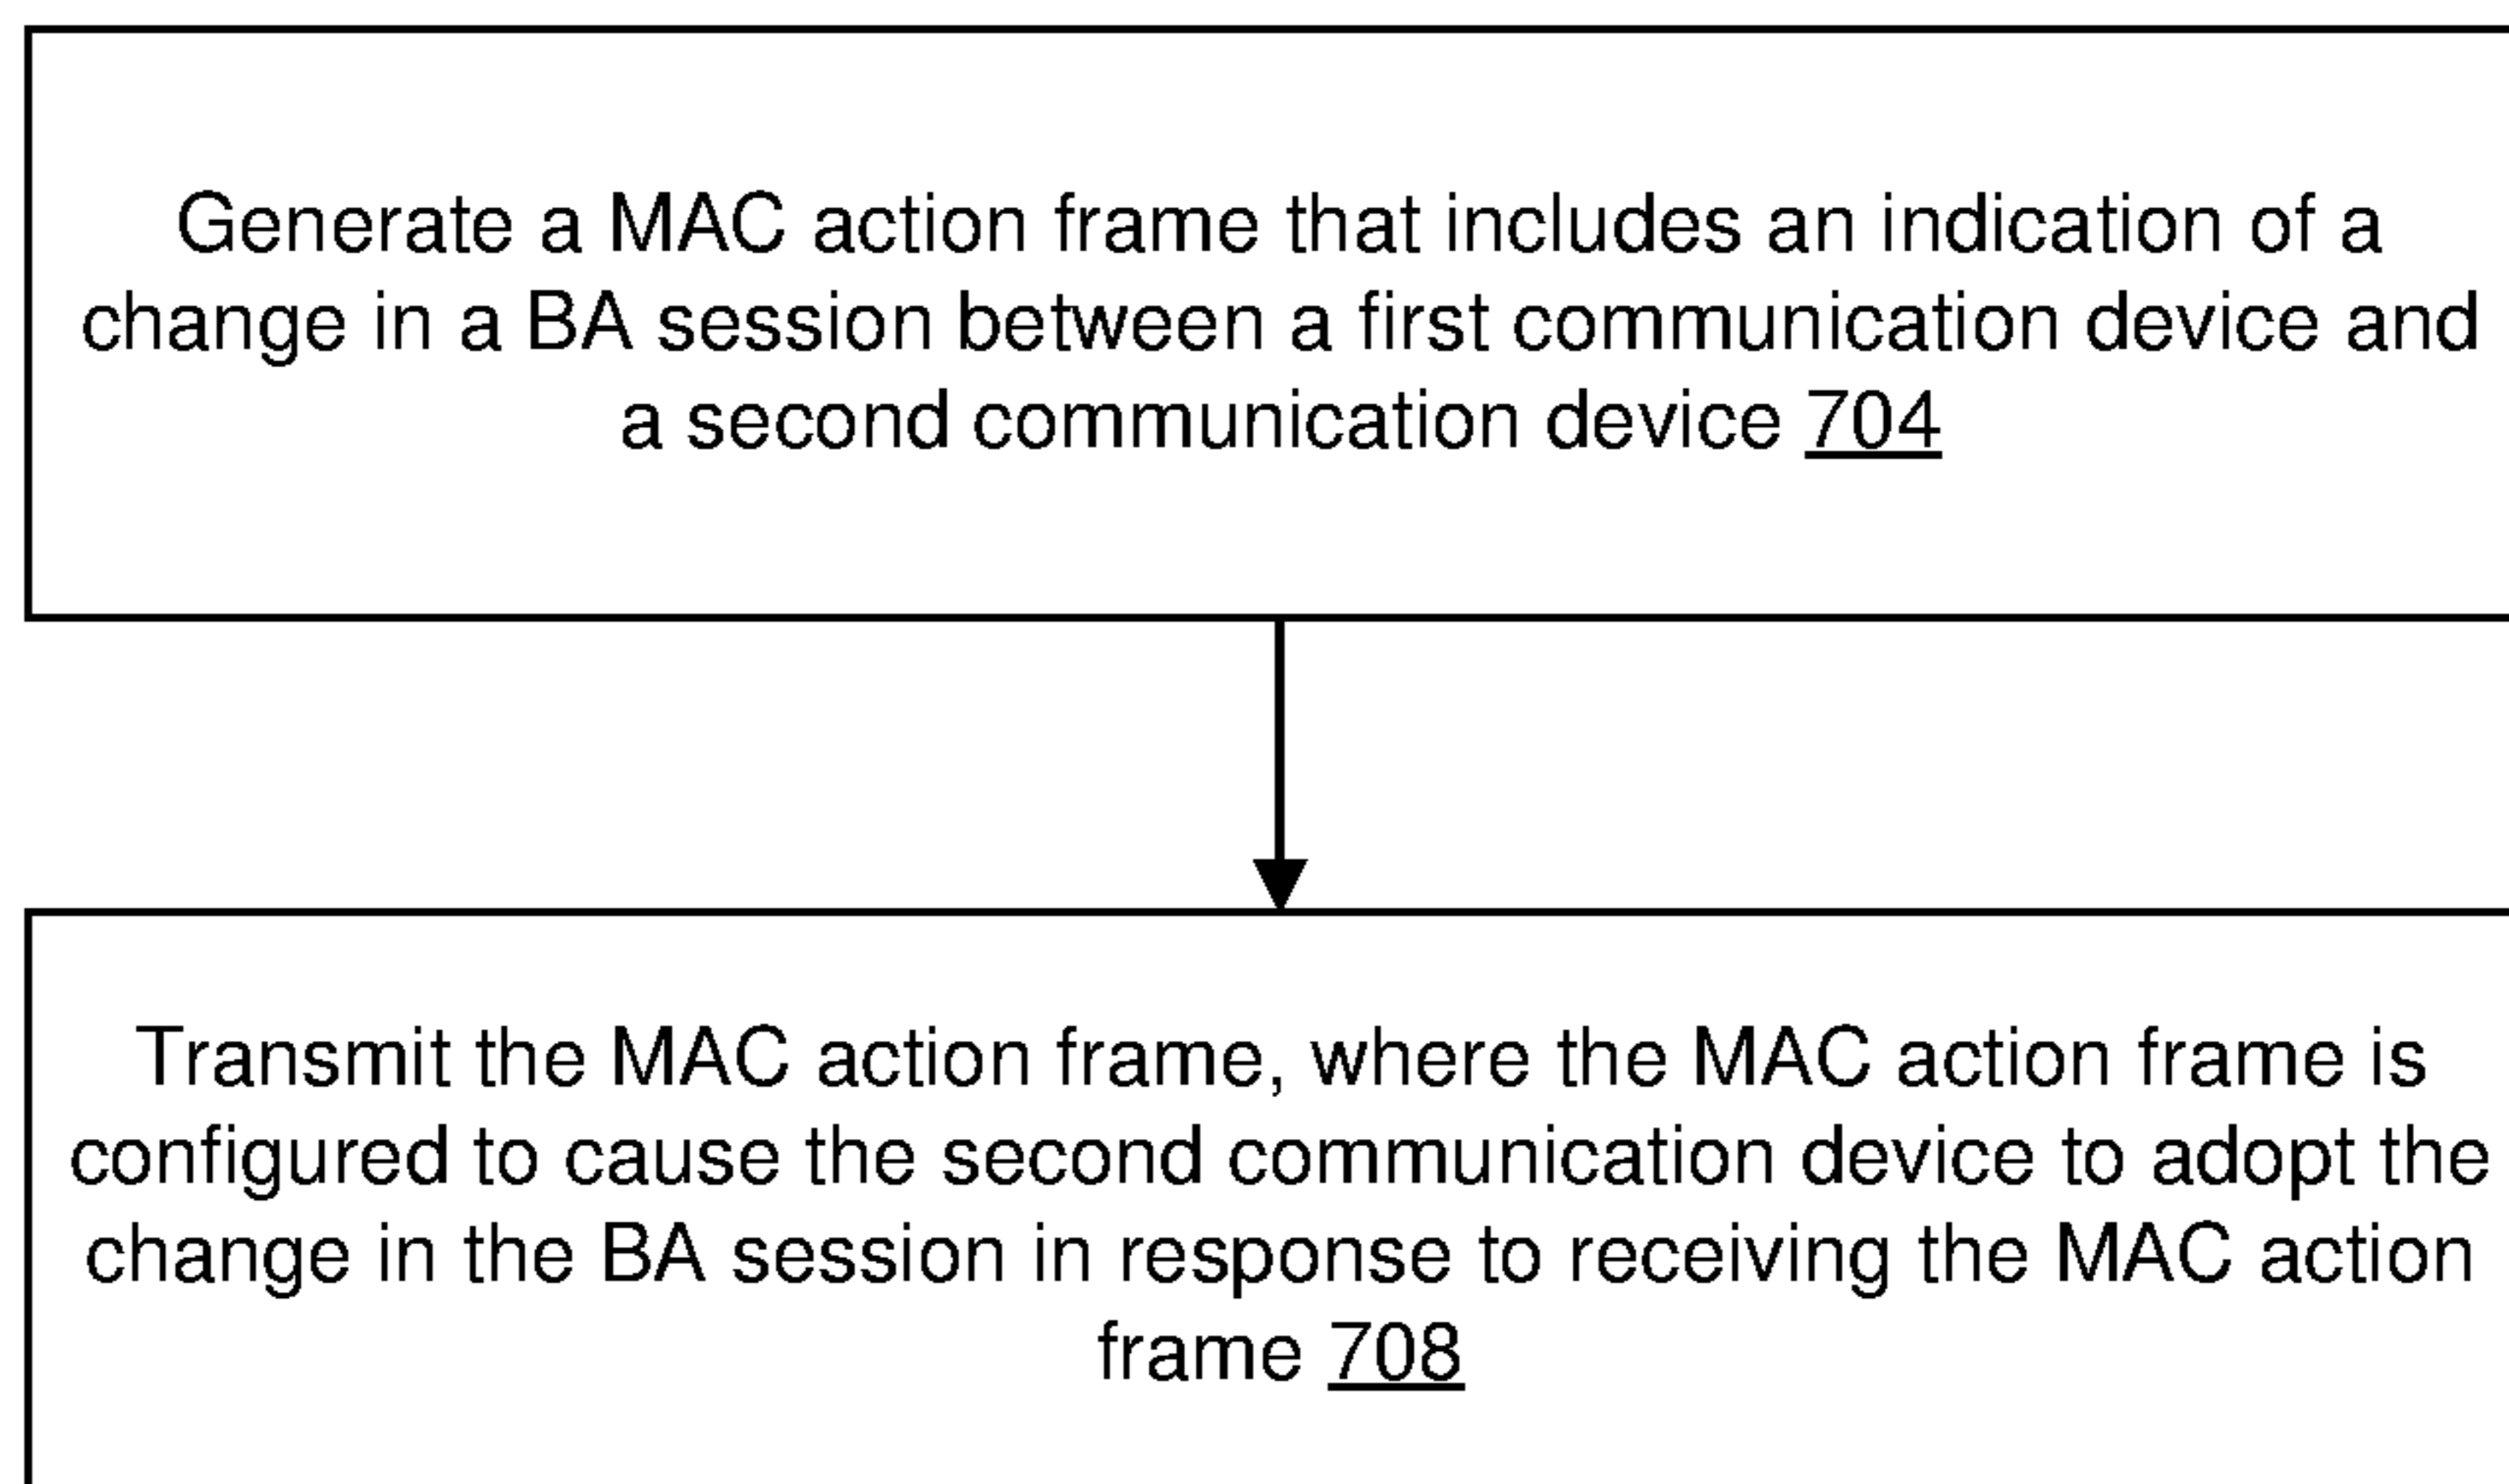 Generate a MAC action frame that includes an indication of a
change in a BA session between a first communication device and
a second communication device 704
Transmit the MAC action frame, where the MAC action frame is
configured to cause the second communication device to adopt the
change in the BA session in response to receiving the MAC action
frame 708